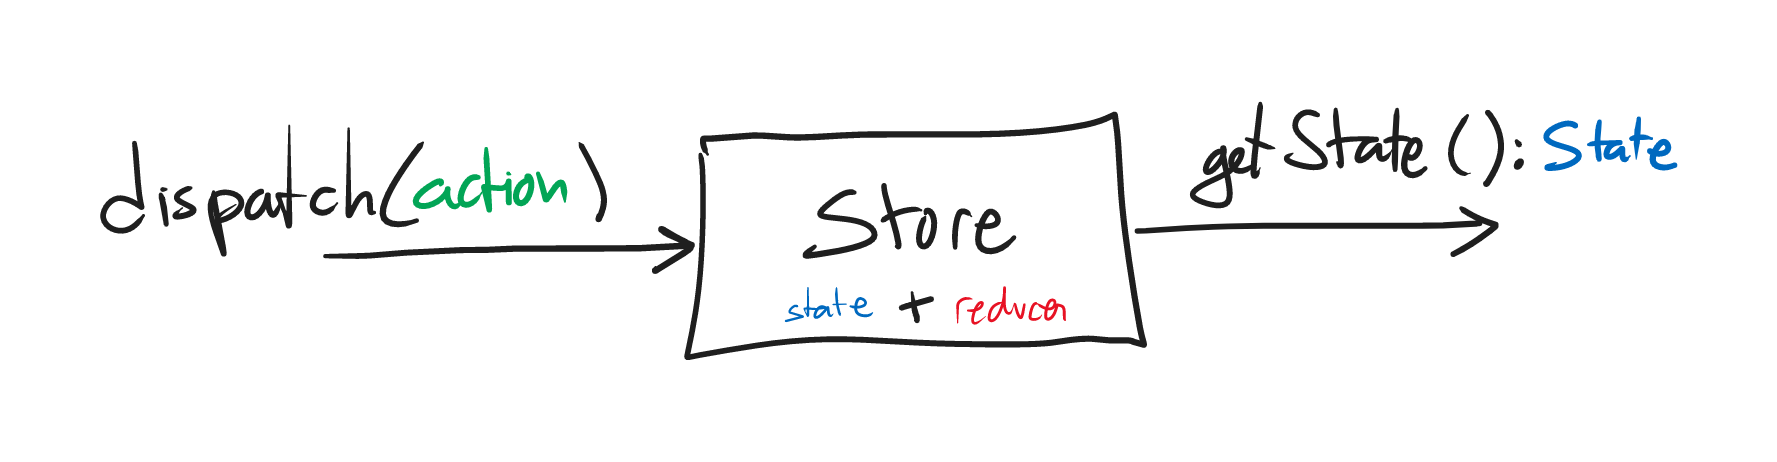 dispatch(action)
Store
state + reducer
getState(): State